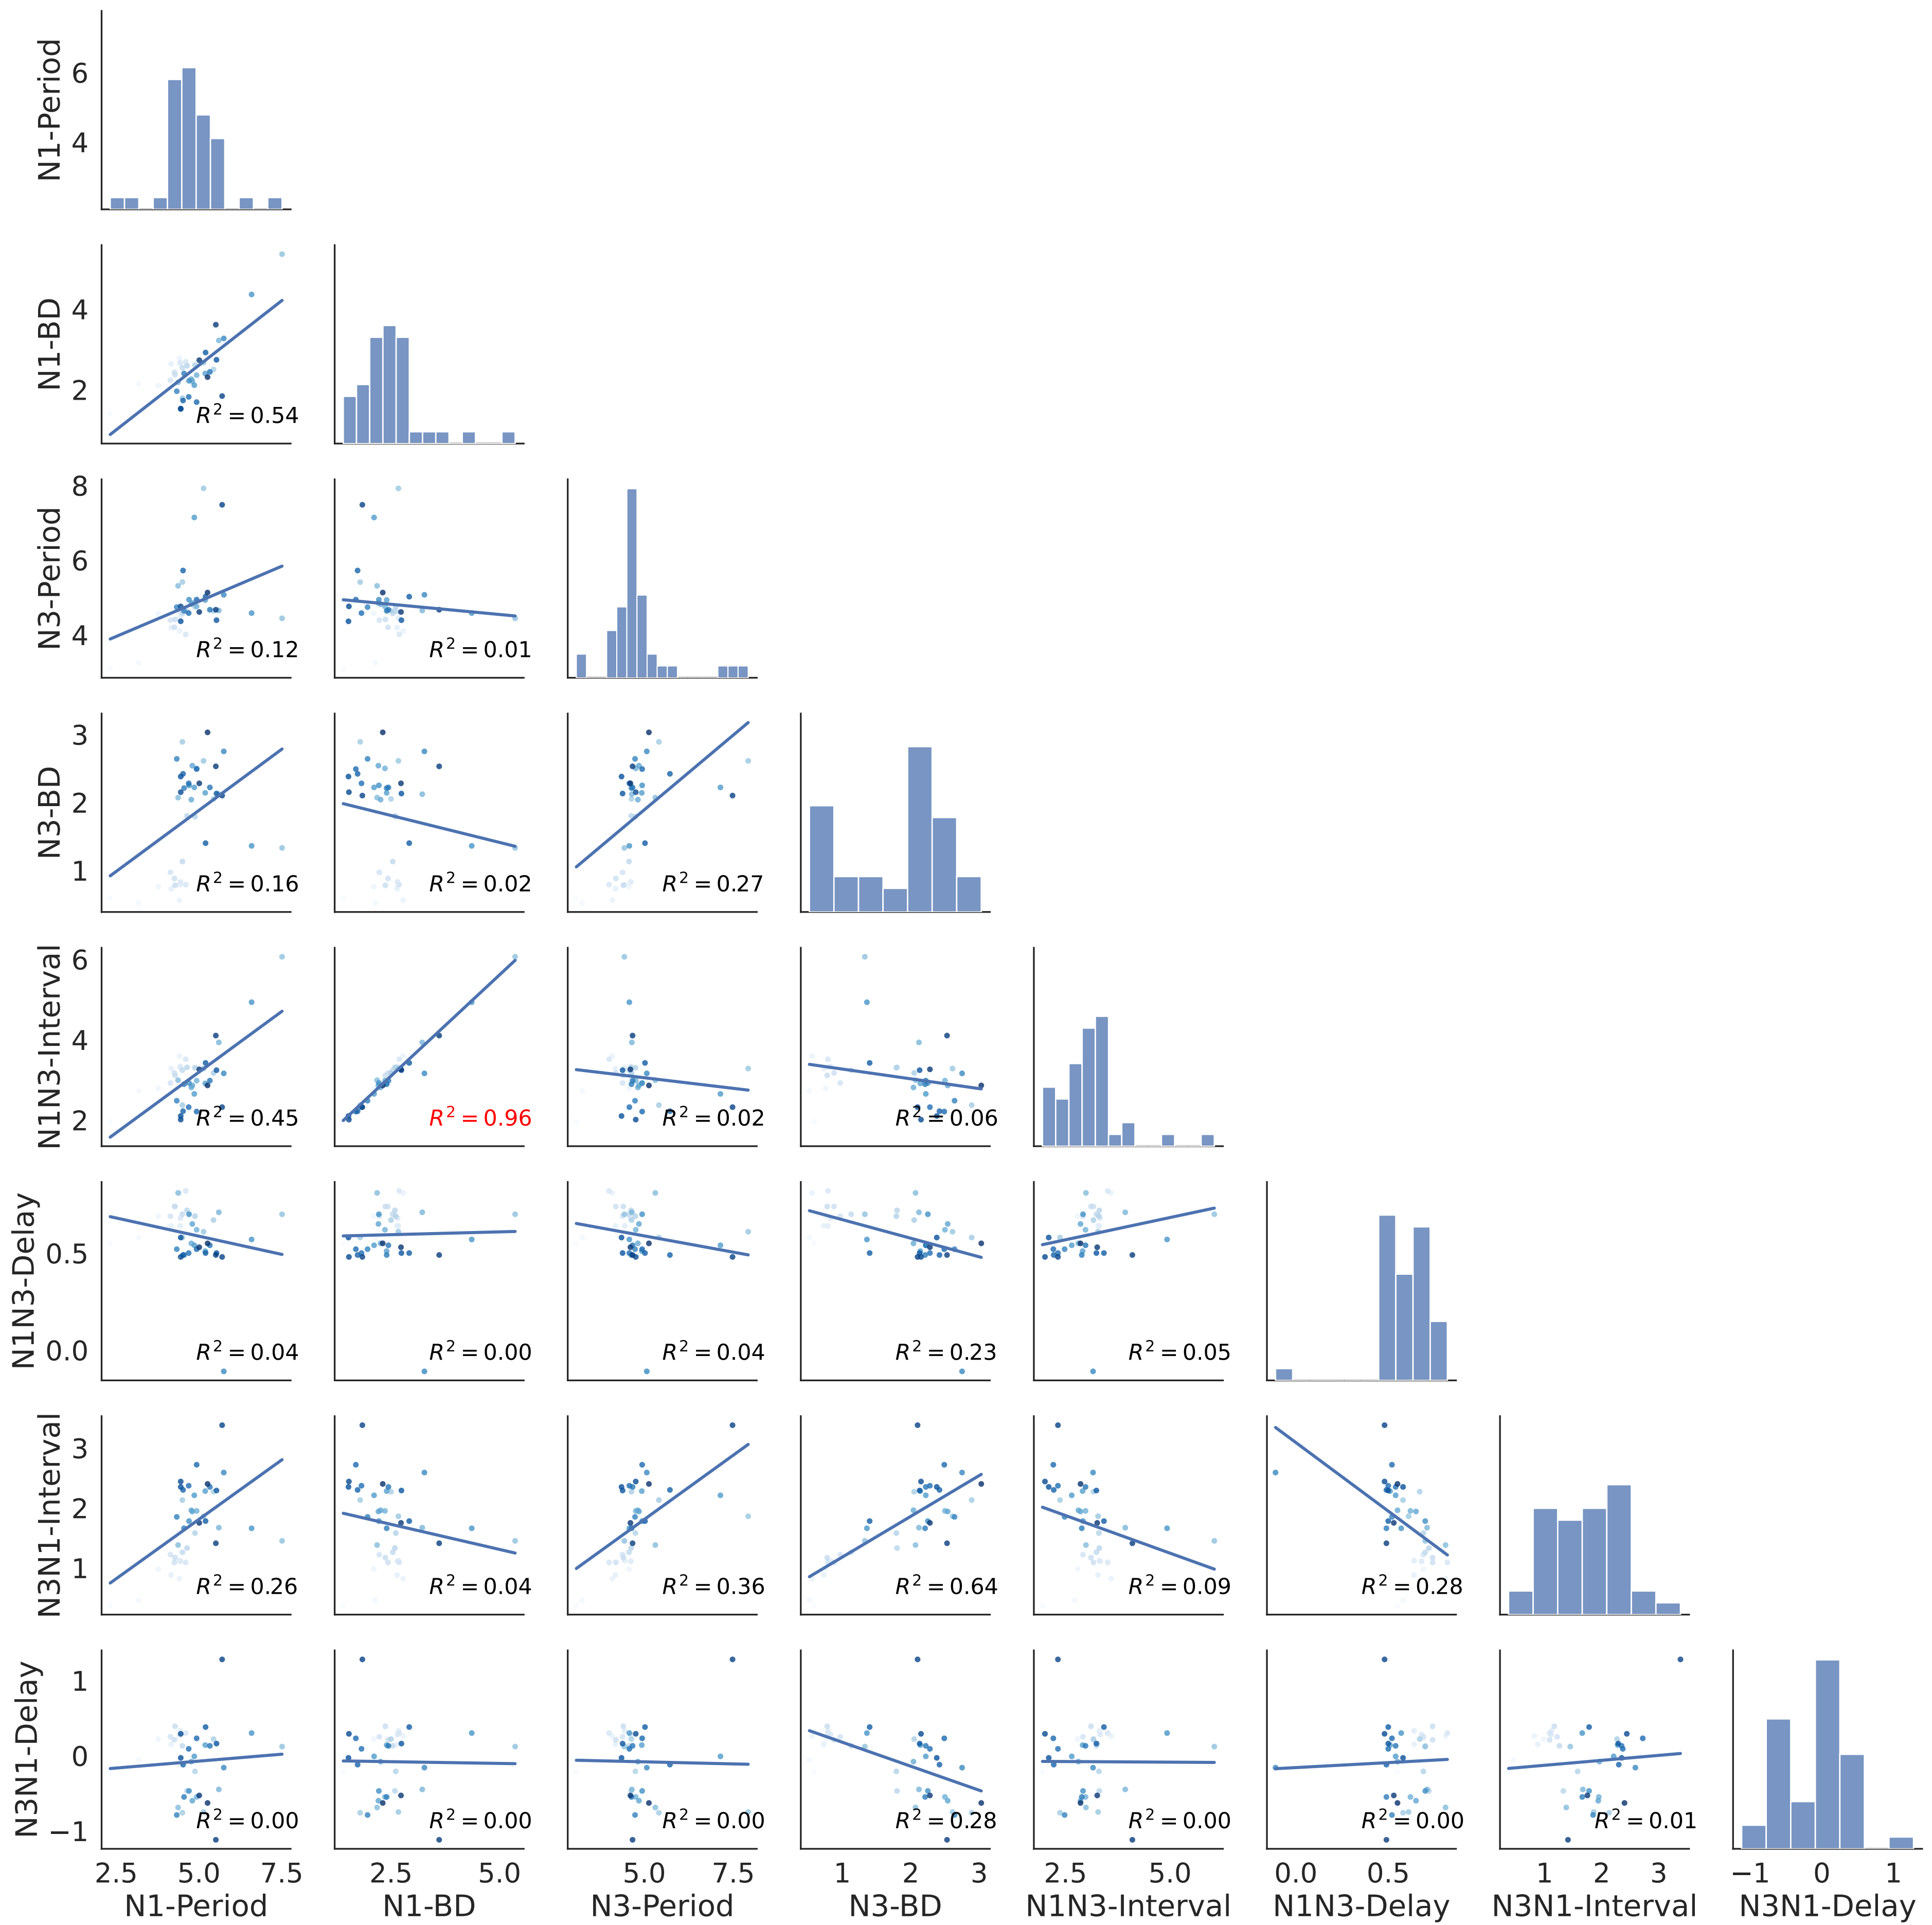 N1-Period
6
4
N1-BD
4
2
R² = 0.54
N3-Period
8
6
4
R² = 0.12
R² = 0.01
N3-BD
3
2
1
R² = 0.16
R² = 0.02
R² = 0.27
N1N3-Interval
6
4
2
R² = 0.45
R² = 0.96
R² = 0.02
R² = 0.06
N1N3-Delay
0.5
0.0
R² = 0.04
R² = 0.00
R² = 0.04
R² = 0.23
R² = 0.05
N3N1-Interval
3
2
1
R² = 0.26
R² = 0.04
R² = 0.36
R² = 0.64
R² = 0.09
R² = 0.28
N3N1-Delay
1
0
−1
R² = 0.00
R² = 0.00
R² = 0.00
R² = 0.28
R² = 0.00
R² = 0.00
R² = 0.01
2.5 5.0 7.5
2.5 5.0
5.0 7.5
1 2 3
2.5 5.0
0.0 0.5
1 2 3
−1 0 1
N1-Period
N1-BD
N3-Period
N3-BD
N1N3-Interval
N1N3-Delay
N3N1-Interval
N3N1-Delay